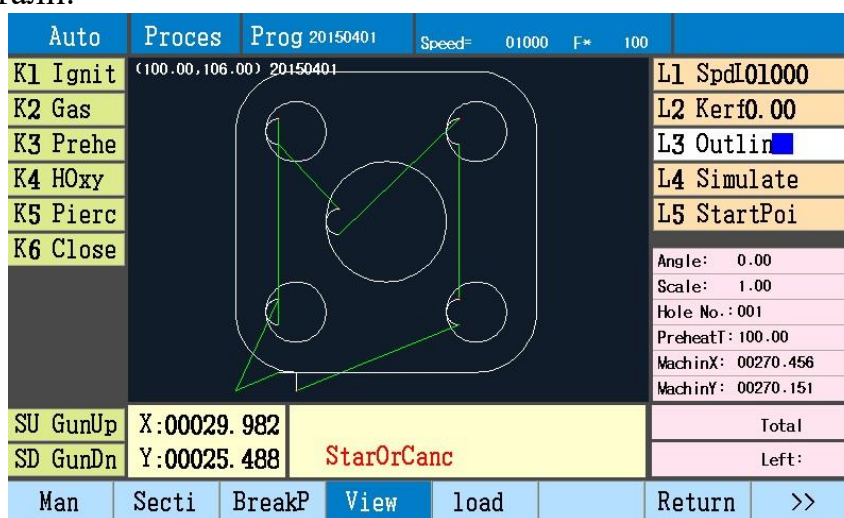 тали.
Auto Proces Prog 20150401 Speed= 01000 F* 100
K1 Ignit
K2 Gas
K3 Prehe
K4 HOxy
K5 Pierc
K6 Close
(100.00,106.00) 20150401
L1 SpdL01000
L2 Kerf0.00
L3 Outlin
L4 Simulate
L5 StartPoi
Angle: 0.00
Scale: 1.00
Hole No.:001
PreheatT:100.00
MachinX: 00270.456
MachinY: 00270.151
SU GunUp
SD GunDn
X:00029.982
Y:00025.488
StarOrCanc
Total
Left:
Man Secti BreakP View load Return >>